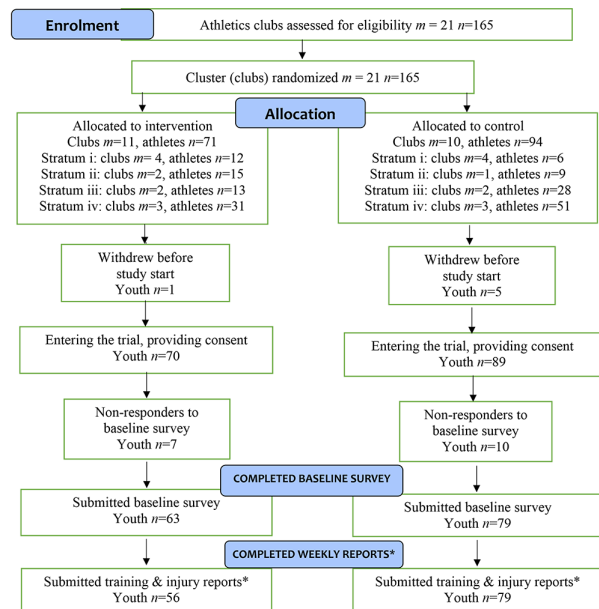 Enrolment
Athletics clubs assessed for eligibility m = 21 n=165
Cluster (clubs) randomized m = 21 n=165
Allocation
Allocated to intervention
Clubs m=11, athletes n=71
Stratum i: clubs m= 4, athletes n=12
Stratum ii: clubs m=2, athletes n=15
Stratum iii: clubs m=2, athletes n=13
Stratum iv: clubs m=3, athletes n=31
Allocated to control
Clubs m=10, athletes n=94
Stratum i: clubs m=4, athletes n=6
Stratum ii: clubs m=1, athletes n=9
Stratum iii: clubs m=2, athletes n=28
Stratum iv: clubs m=3, athletes n=51
Withdrew before
study start
Youth n=1
Withdrew before
study start
Youth n=5
Entering the trial, providing consent
Youth n=70
Entering the trial, providing consent
Youth n=89
Non-responders to
baseline survey
Youth n=7
Non-responders to
baseline survey
Youth n=10
COMPLETED BASELINE SURVEY
Submitted baseline survey
Youth n=63
Submitted baseline survey
Youth n=79
COMPLETED WEEKLY REPORTS*
Submitted training & injury reports*
Youth n=56
Submitted training & injury reports*
Youth n=79